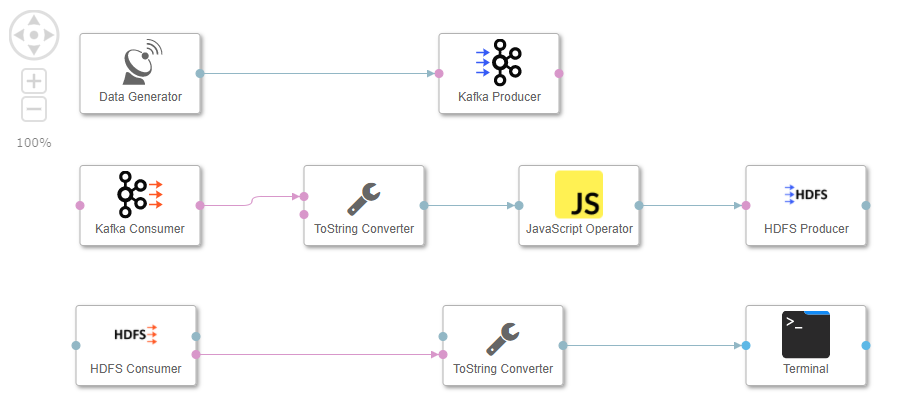 Data Generator
Kafka Producer
100%
Kafka Consumer
ToString Converter
JS
JavaScript Operator
HDFS
HDFS Producer
HDFS
HDFS Consumer
ToString Converter
>_
Terminal